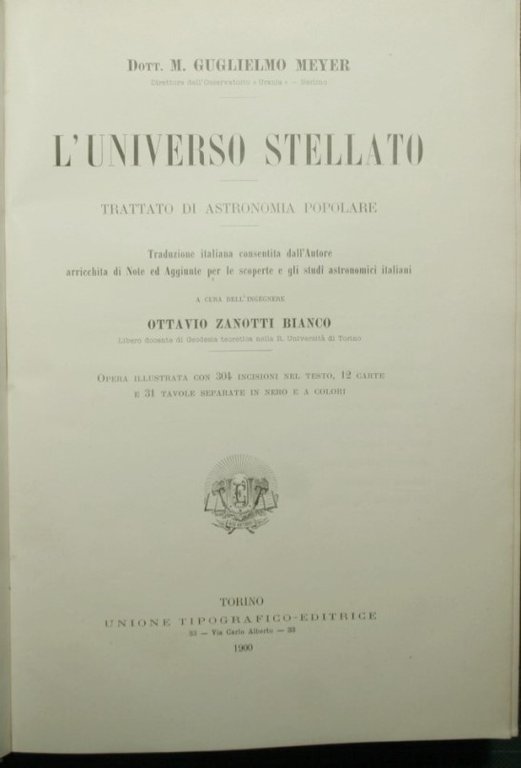 Dott. M. GUGLIELMO MEYER
Direttore dell'Osservatorio « Urania » — Berlino
L'UNIVERSO STELLATO
TRATTATO DI ASTRONOMIA POPOLARE
Traduzione italiana consentita dall'Autore
arricchita di Note ed Aggiunte per le scoperte e gli studî astronomici italiani
A CURA DELL'INGEGNERE
OTTAVIO ZANOTTI BIANCO
Libero docente di Geodesia teoretica nella R. Università di Torino
Opera illustrata con 304 incisioni nel testo, 12 carte
e 31 tavole separate in nero e a colori
TORINO
UNIONE TIPOGRAFICO-EDITRICE
33 — Via Carlo Alberto — 33
1900